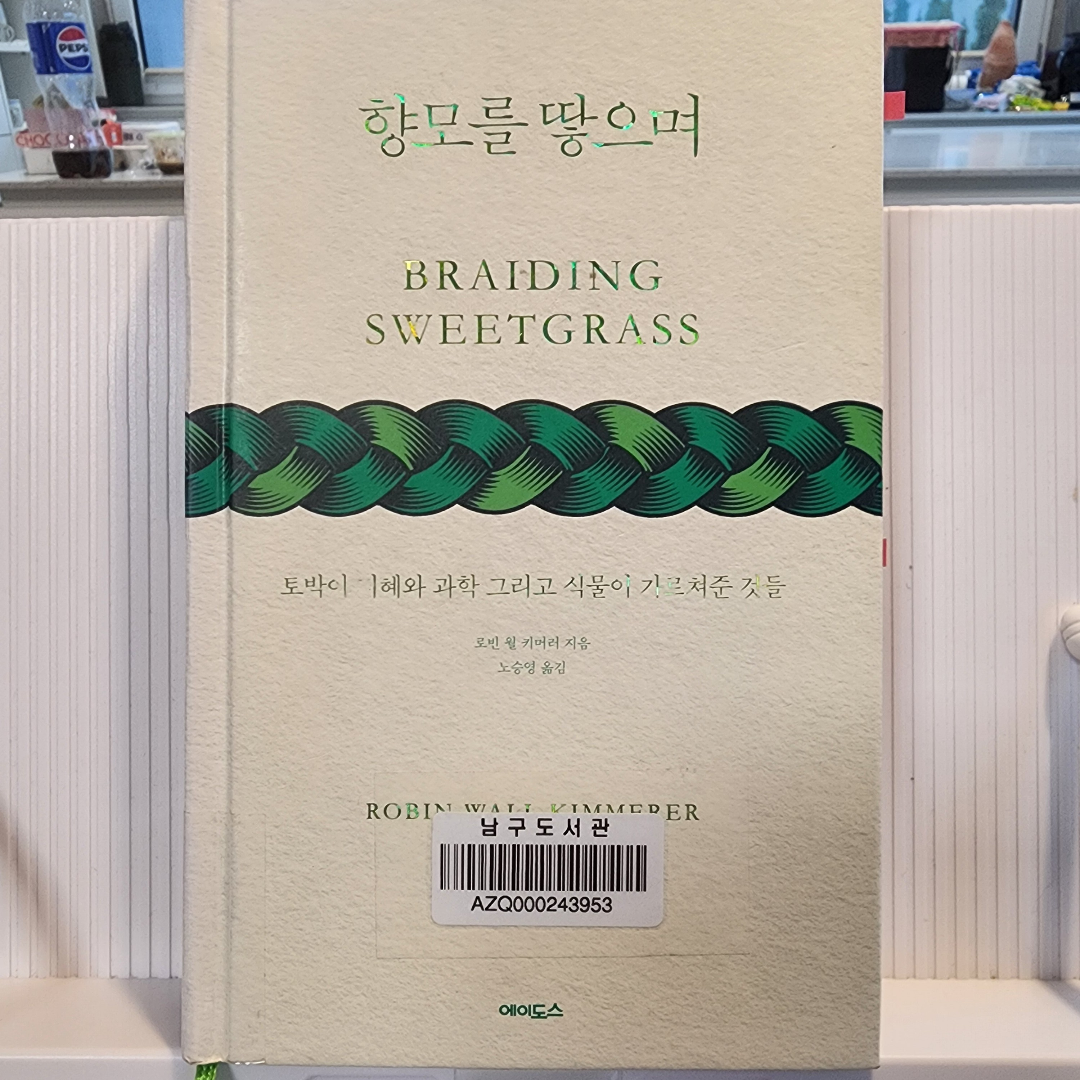 PEPSI
향모를 땋으며
BRAIDING
SWEETGRASS
토박이 지혜와 과학 그리고 식물이 가르쳐준 것들
로빈 월 키머러 지음
노승영 옮김
ROBIN WALL KIMMERER
남구도서관
AZQ000243953
에이도스